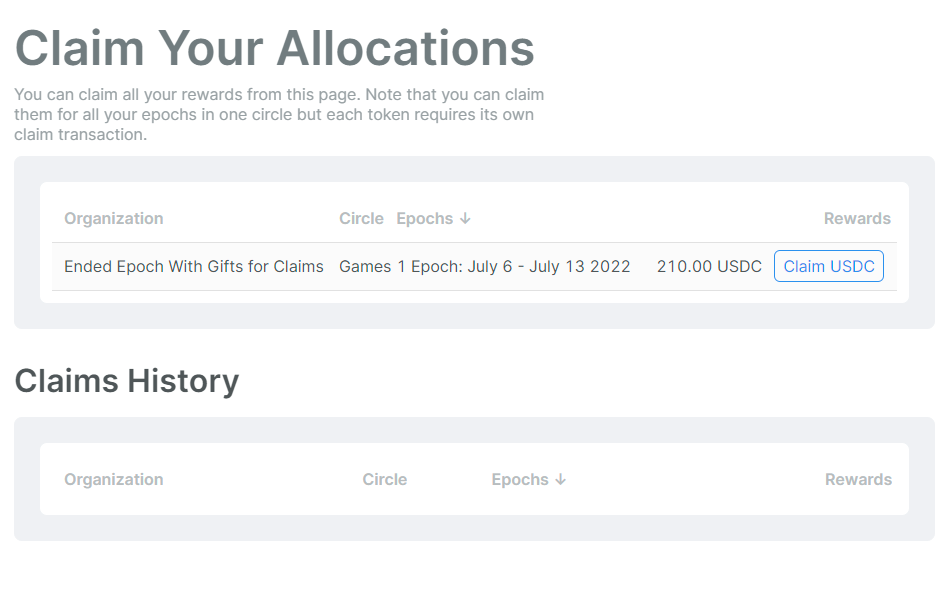 Claim Your Allocations
You can claim all your rewards from this page. Note that you can claim
them for all your epochs in one circle but each token requires its own
claim transaction.
Organization Circle Epochs ↓ Rewards
Ended Epoch With Gifts for Claims Games 1 Epoch: July 6 - July 13 2022 210.00 USDC Claim USDC
Claims History
Organization Circle Epochs ↓ Rewards